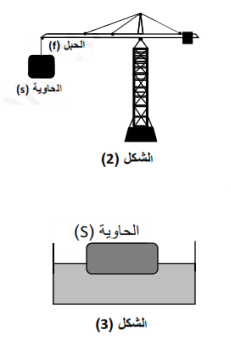 الحبل (f)
الحاوية (s)
الشكل (2)
الحاوية (S)
الشكل (3)